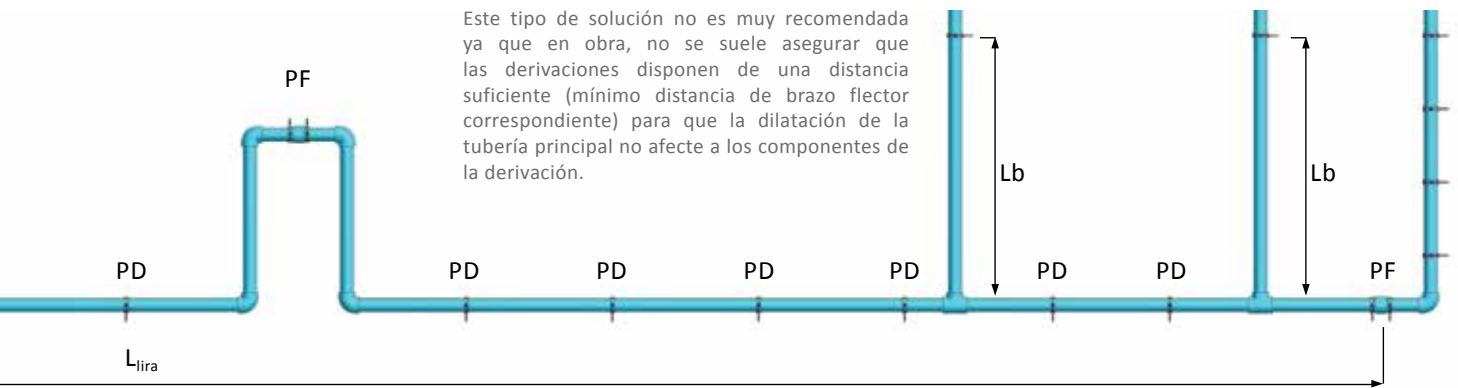 Este tipo de solución no es muy recomendada
ya que en obra, no se suele asegurar que
las derivaciones disponen de una distancia
suficiente (mínimo distancia de brazo flector
correspondiente) para que la dilatación de la
tubería principal no afecte a los componentes de
la derivación.
PF
Lb
Lb
PD
PD
PD
PD
PD
PD
PD
PF
Llira